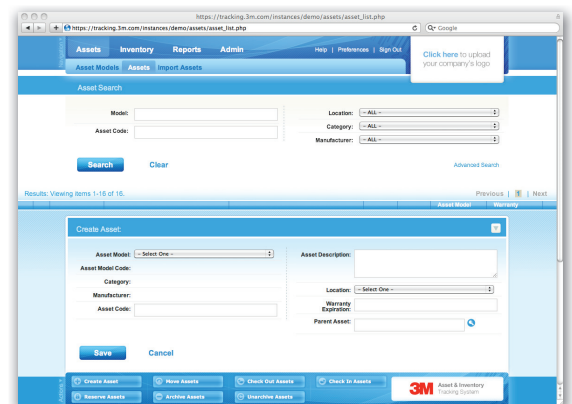 https://tracking.3m.com/instances/demo/assets/asset_list.php
https://tracking.3m.com/instances/demo/assets/asset_list.php
Google
Assets Inventory Reports Admin
Help | Preferences | Sign Out
Click here to upload
your company's logo
Asset Models Assets Import Assets
Asset Search
Model:
Location: – ALL –
Asset Code:
Category: – ALL –
Manufacturer: – ALL –
Search Clear
Advanced Search
Results: Viewing items 1-16 of 16.
Previous | 1 | Next
Asset Model Warranty
Create Asset:
Asset Model: – Select One –
Asset Description:
Asset Model Code:
Category:
Location: – Select One –
Manufacturer:
Warranty
Expiration:
Asset Code:
Parent Asset:
Save Cancel
Create Asset Move Assets Check Out Assets Check In Assets
Reserve Assets Archive Assets Unarchive Assets
3M Asset & Inventory
Tracking System